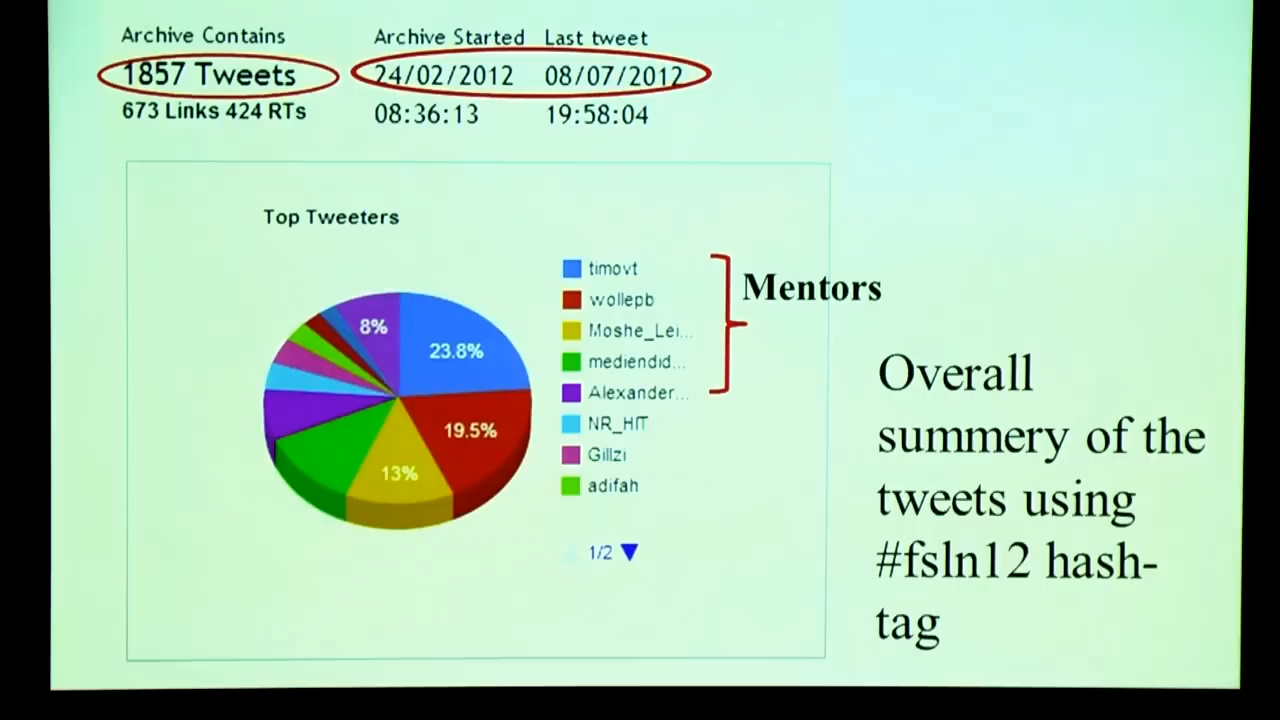 Archive Contains
Archive Started
Last tweet
1857 Tweets
24/02/2012
08/07/2012
673 Links 424 RTs
08:36:13
19:58:04
Top Tweeters
8%
23.8%
19.5%
13%
timovt
wollepb
Moshe_Lei...
mediendid...
Alexander...
NR_HIT
Gillzi
adifah
1/2
Mentors
Overall
summery of the
tweets using
#fsln12 hash-
tag